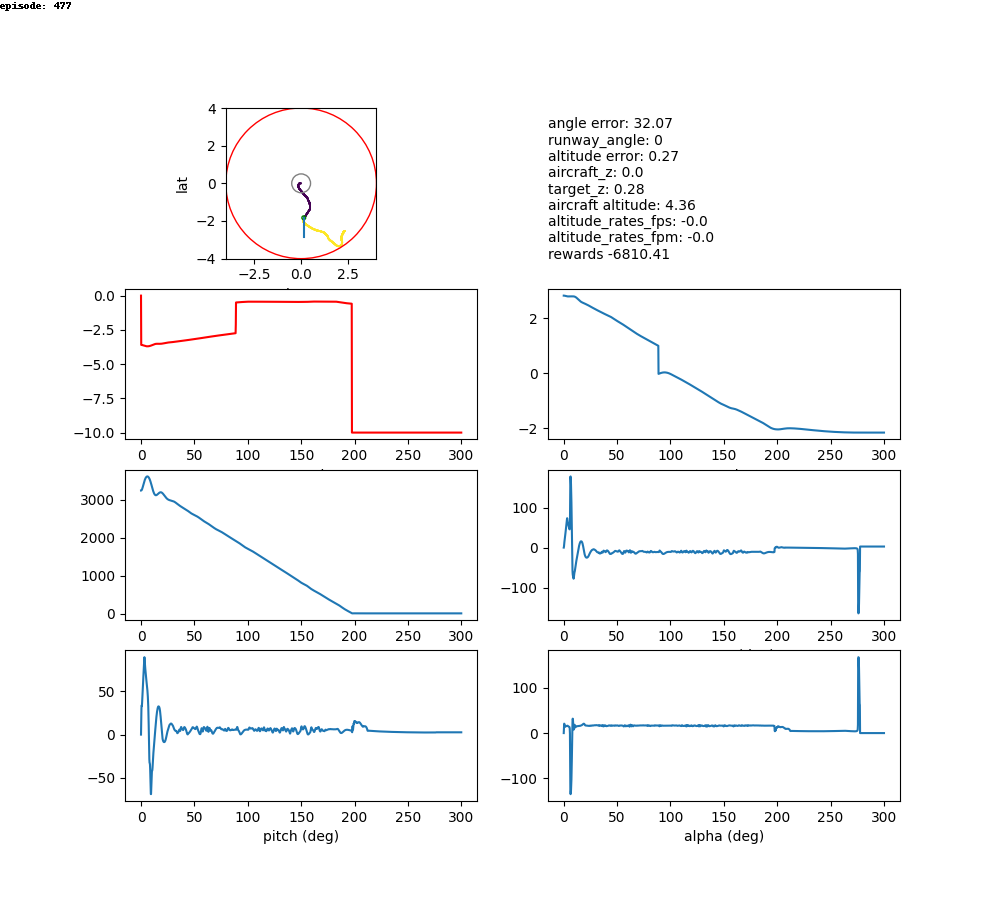 episode: 477
4
2
0
−2
−4
lat
−2.5 0.0 2.5
angle error: 32.07
runway_angle: 0
altitude error: 0.27
aircraft_z: 0.0
target_z: 0.28
aircraft altitude: 4.36
altitude_rates_fps: -0.0
altitude_rates_fpm: -0.0
rewards -6810.41
0.0
−2.5
−5.0
−7.5
−10.0
0 50 100 150 200 250 300
2
0
−2
0 50 100 150 200 250 300
3000
2000
1000
0
0 50 100 150 200 250 300
100
0
−100
0 50 100 150 200 250 300
50
0
−50
0 50 100 150 200 250 300
pitch (deg)
100
0
−100
0 50 100 150 200 250 300
alpha (deg)